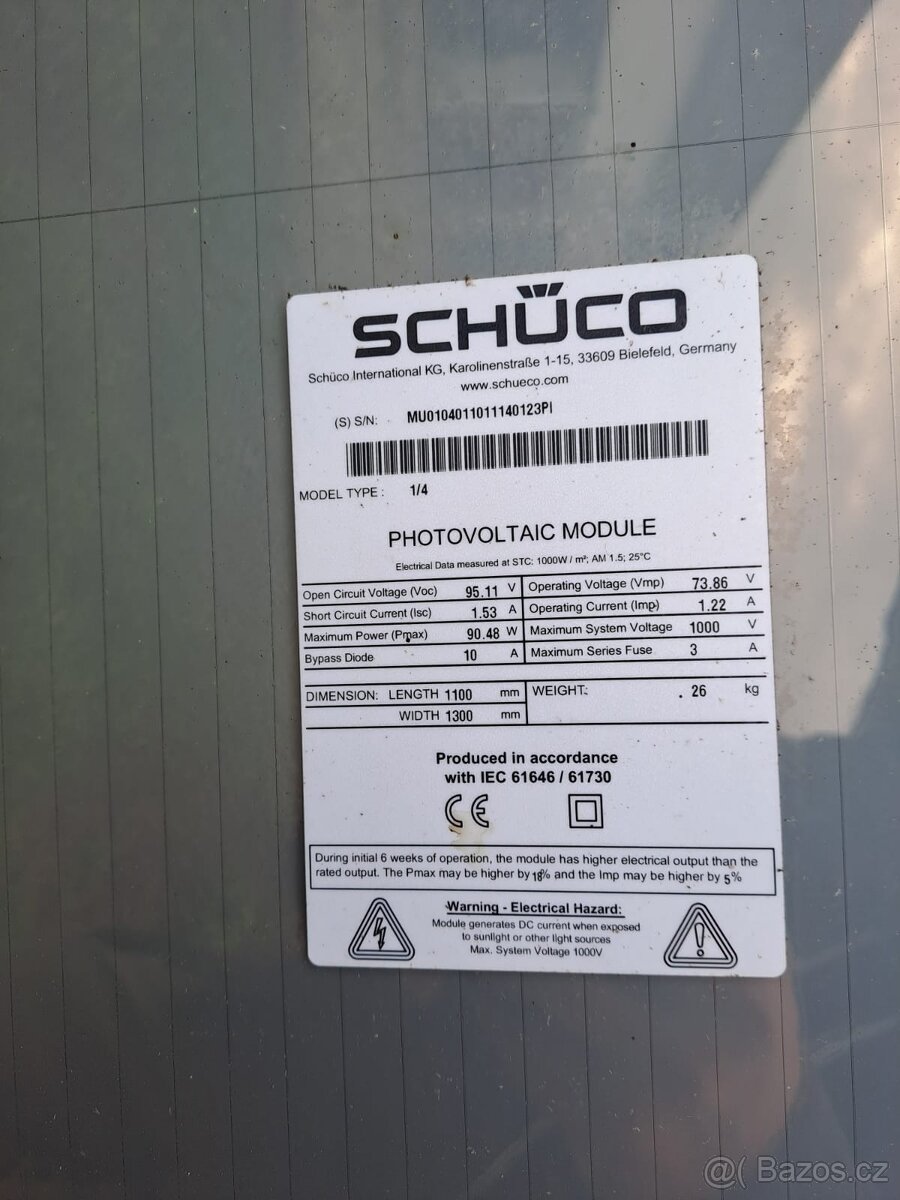 SCHÜCO
Schüco International KG, Karolinenstraße 1-15, 33609 Bielefeld, Germany
www.schueco.com
(S) S/N: MU0104011011140123PI
MODEL TYPE : 1/4
PHOTOVOLTAIC MODULE
Electrical Data measured at STC: 1000W / m²; AM 1.5; 25°C
Open Circuit Voltage (Voc) 95.11 V Operating Voltage (Vmp) 73.86 V
Short Circuit Current (Isc) 1.53 A Operating Current (Imp) 1.22 A
Maximum Power (Pmax) 90.48 W Maximum System Voltage 1000 V
Bypass Diode 10 A Maximum Series Fuse 3 A
DIMENSION: LENGTH 1100 mm WEIGHT: 26 kg
WIDTH 1300 mm
Produced in accordance
with IEC 61646 / 61730
CE
During initial 6 weeks of operation, the module has higher electrical output than the
rated output. The Pmax may be higher by 18% and the Imp may be higher by 5%
Warning - Electrical Hazard:
Module generates DC current when exposed
to sunlight or other light sources
Max. System Voltage 1000V
@( Bazos.cz